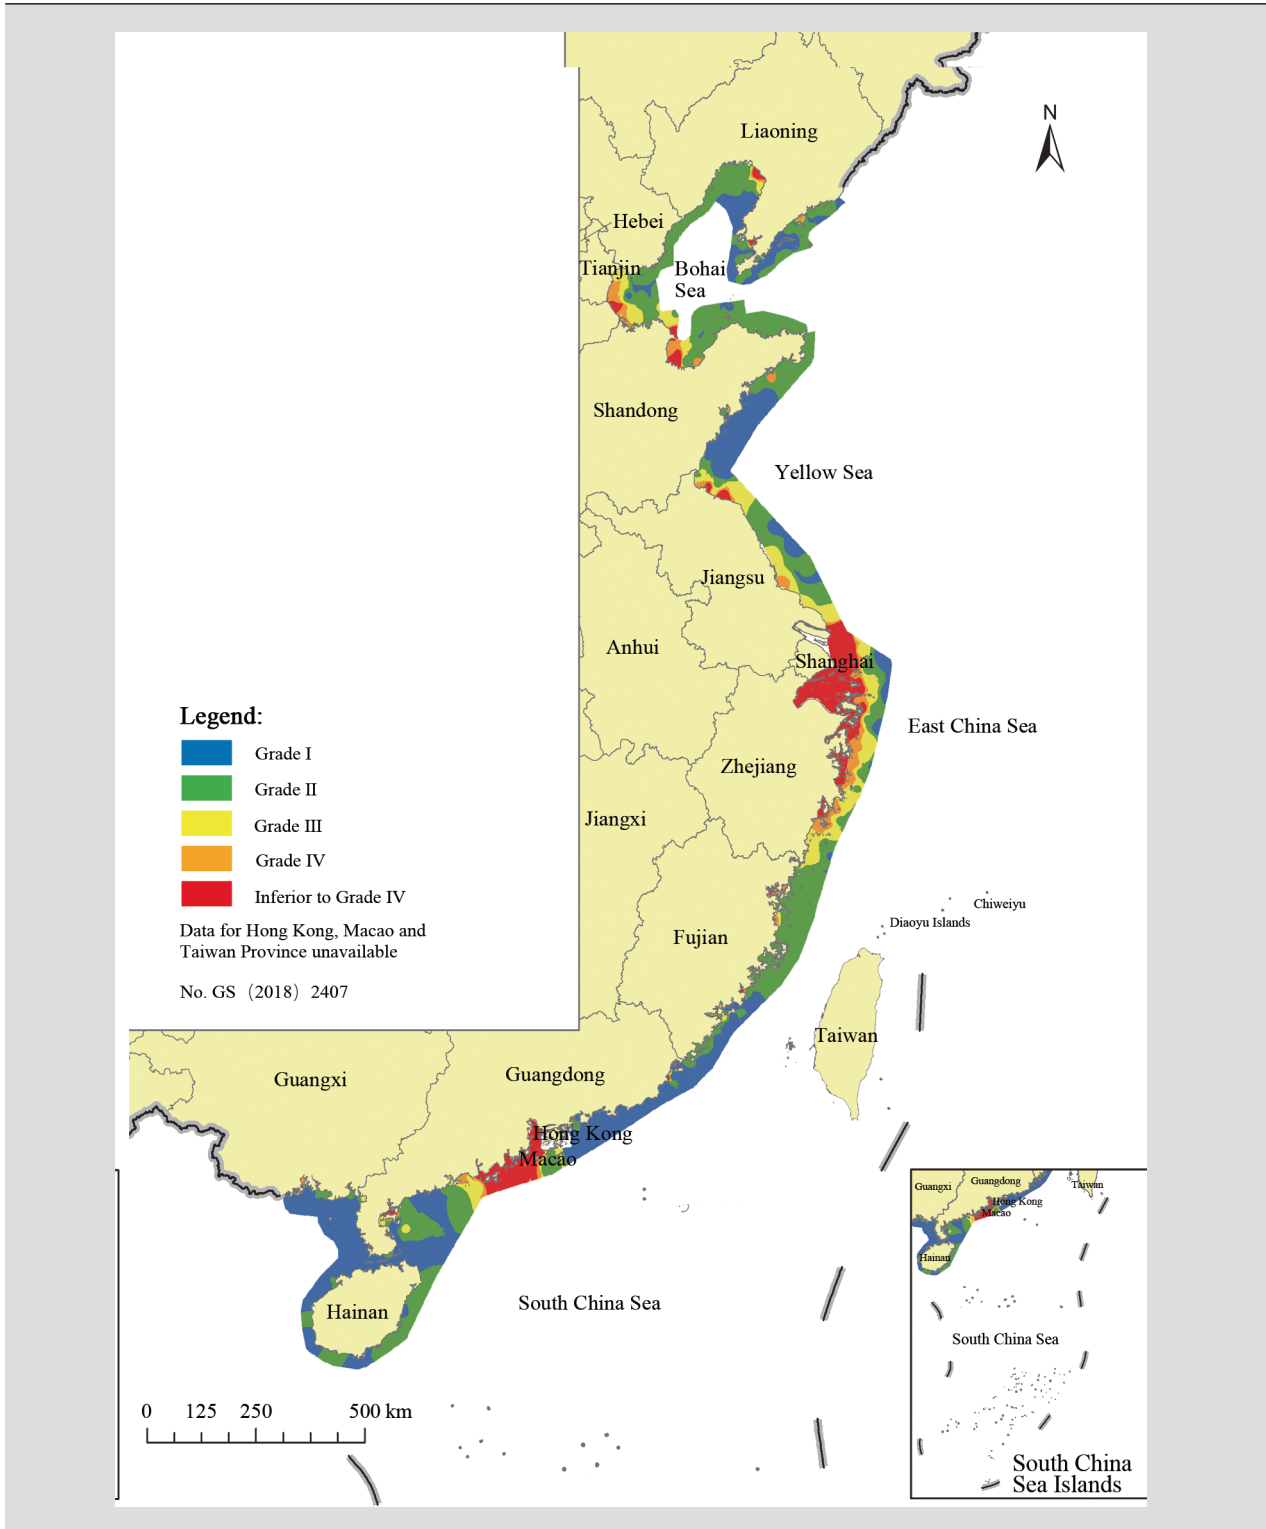 N
Liaoning
Hebei
Tianjin
Bohai
Sea
Shandong
Yellow Sea
Jiangsu
Anhui
Shanghai
Legend:
East China Sea
Grade I
Zhejiang
Grade II
Jiangxi
Grade III
Grade IV
Inferior to Grade IV
Chiweiyu
Diaoyu Islands
Data for Hong Kong, Macao and
Taiwan Province unavailable
Fujian
No. GS（2018）2407
Taiwan
Guangxi
Guangdong
Hong Kong
Macao
Guangxi
Guangdong
Taiwan
Hong Kong
Macao
Hainan
South China Sea
Hainan
South China Sea
0 125 250 500 km
South China
Sea Islands